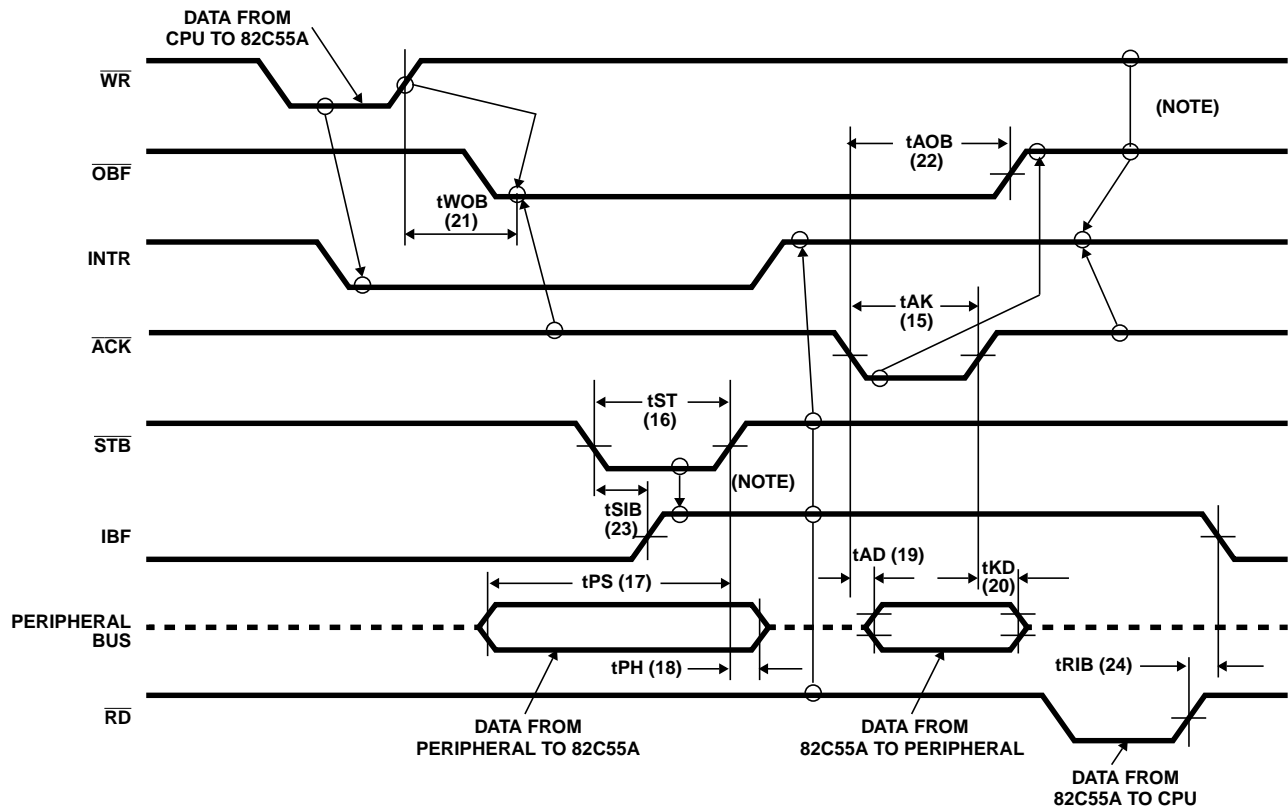 DATA FROM
CPU TO 82C55A
WR
(NOTE)
tAOB
(22)
OBF
tWOB
(21)
INTR
tAK
(15)
ACK
tST
(16)
STB
(NOTE)
tSIB
(23)
IBF
tAD (19)
tKD
(20)
tPS (17)
PERIPHERAL
BUS
tPH (18)
tRIB (24)
RD
DATA FROM
PERIPHERAL TO 82C55A
DATA FROM
82C55A TO PERIPHERAL
DATA FROM
82C55A TO CPU